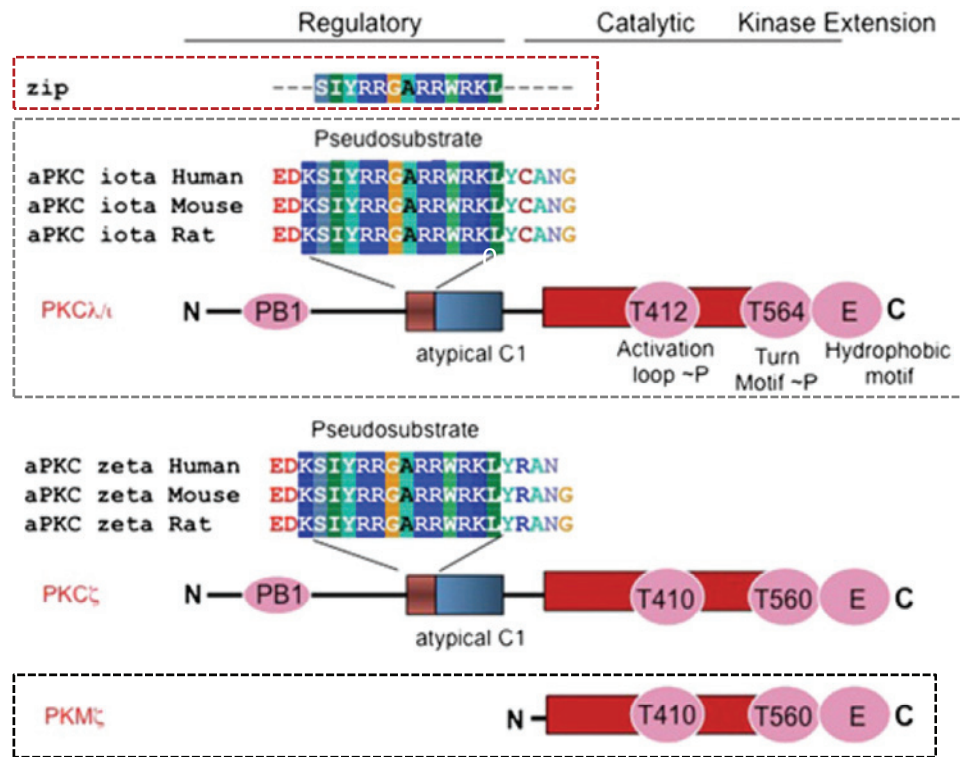 Regulatory Catalytic Kinase Extension
zip ---SIYRRGARRWRKL-----
Pseudosubstrate
aPKC iota Human EDKSIYRRGARRWRKLYCANG
aPKC iota Mouse EDKSIYRRGARRWRKLYCANG
aPKC iota Rat EDKSIYRRGARRWRKLYCANG
PKCλ/ι N PB1 T412 T564 E C
atypical C1 Activation loop ~P Turn Motif ~P Hydrophobic motif
Pseudosubstrate
aPKC zeta Human EDKSIYRRGARRWRKLYRAN
aPKC zeta Mouse EDKSIYRRGARRWRKLYRANG
aPKC zeta Rat EDKSIYRRGARRWRKLYRANG
PKCζ N PB1 T410 T560 E C
atypical C1
PKMζ N T410 T560 E C